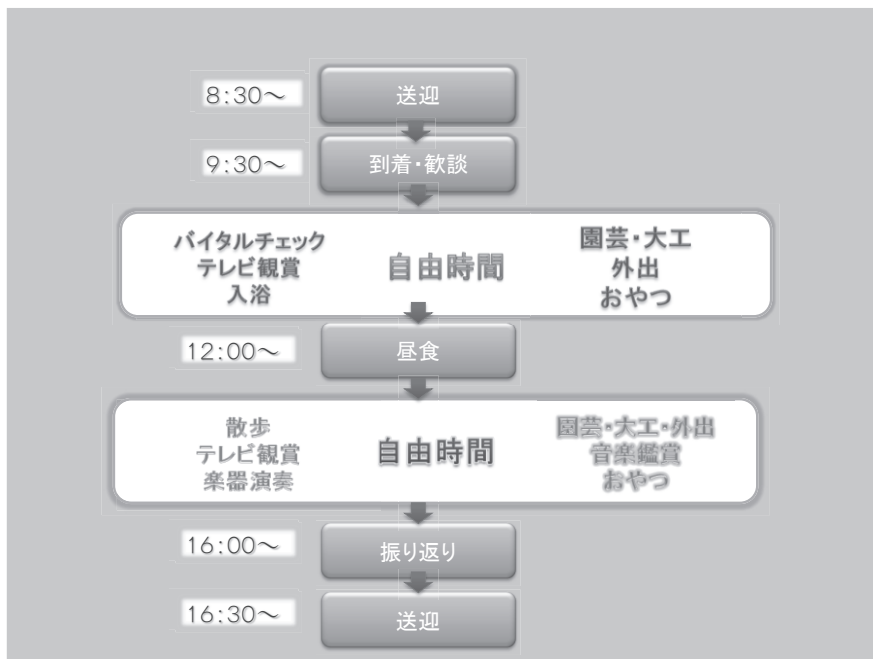 8:30～
送迎
9:30～
到着・歓談
バイタルチェック
テレビ観賞
入浴
自由時間
園芸・大工
外出
おやつ
12:00～
昼食
散歩
テレビ観賞
楽器演奏
自由時間
園芸・大工・外出
音楽鑑賞
おやつ
16:00～
振り返り
16:30～
送迎